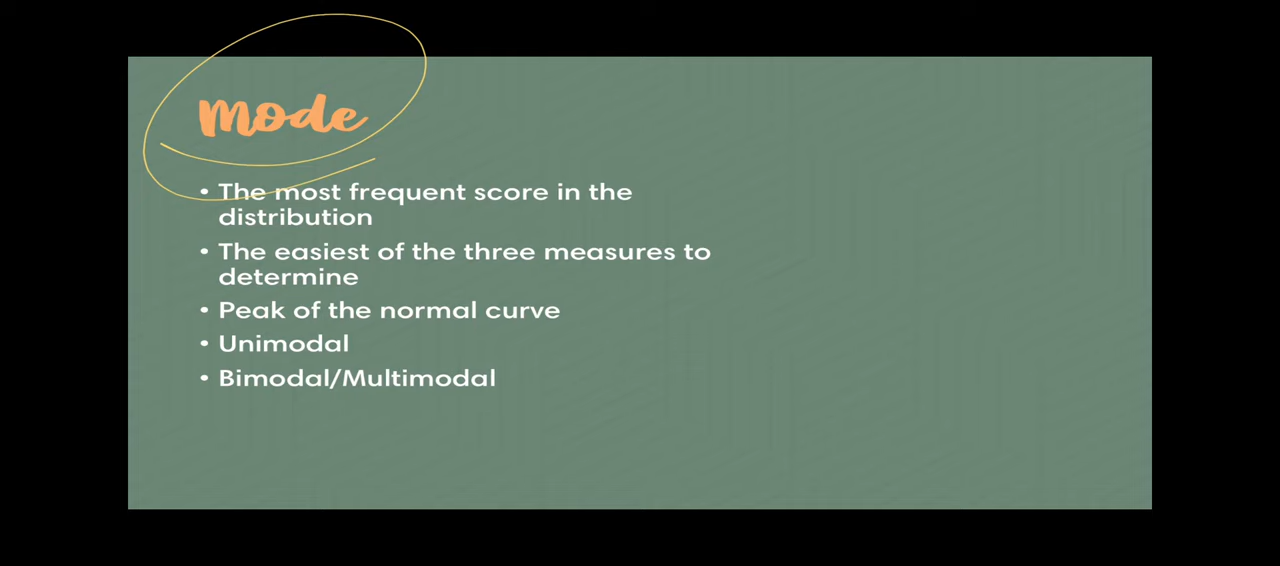 mode
• The most frequent score in the
distribution
• The easiest of the three measures to
determine
• Peak of the normal curve
• Unimodal
• Bimodal/Multimodal